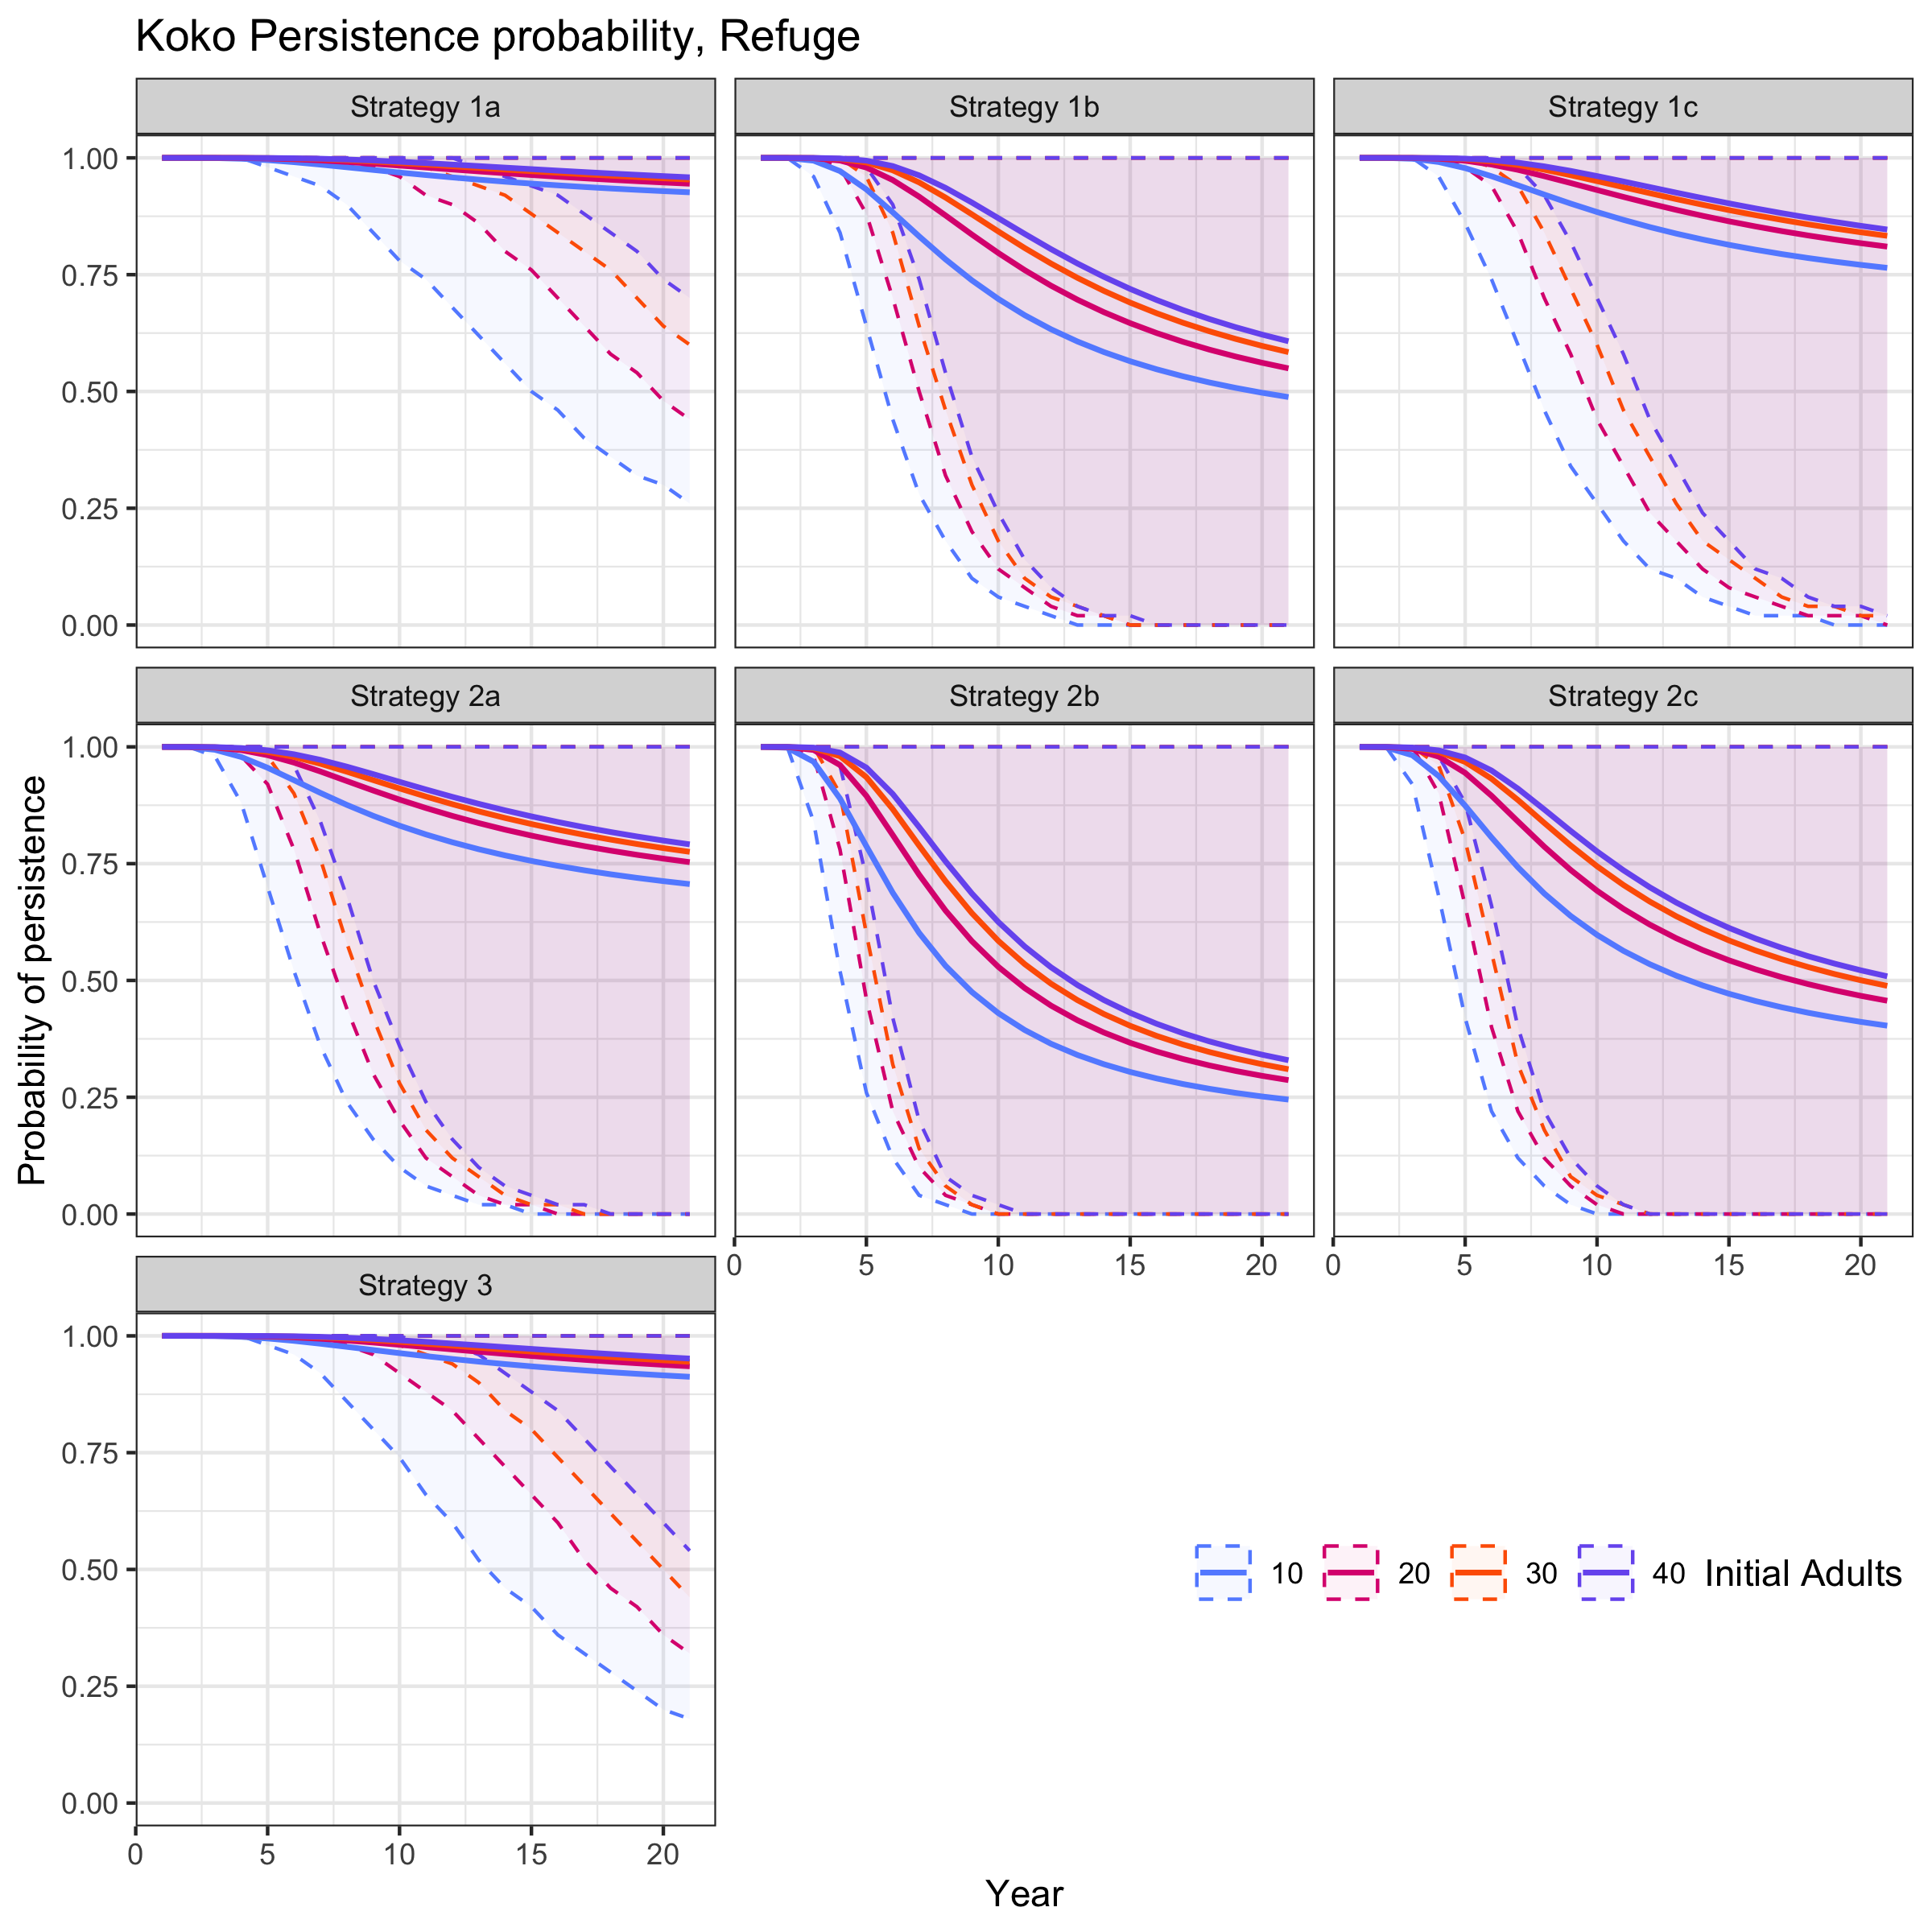 Koko Persistence probability, Refuge
Strategy 1a
Strategy 1b
Strategy 1c
1.00
0.75
0.50
0.25
0.00
Strategy 2a
Strategy 2b
Strategy 2c
1.00
0.75
0.50
0.25
0.00
0 5 10 15 20
0 5 10 15 20
Strategy 3
1.00
0.75
0.50
0.25
0.00
0 5 10 15 20
Probability of persistence
Year
10 20 30 40 Initial Adults